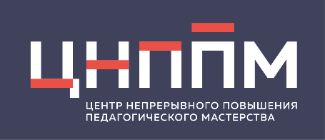 ЦНППМ
ЦЕНТР НЕПРЕРЫВНОГО ПОВЫШЕНИЯ
ПЕДАГОГИЧЕСКОГО МАСТЕРСТВА